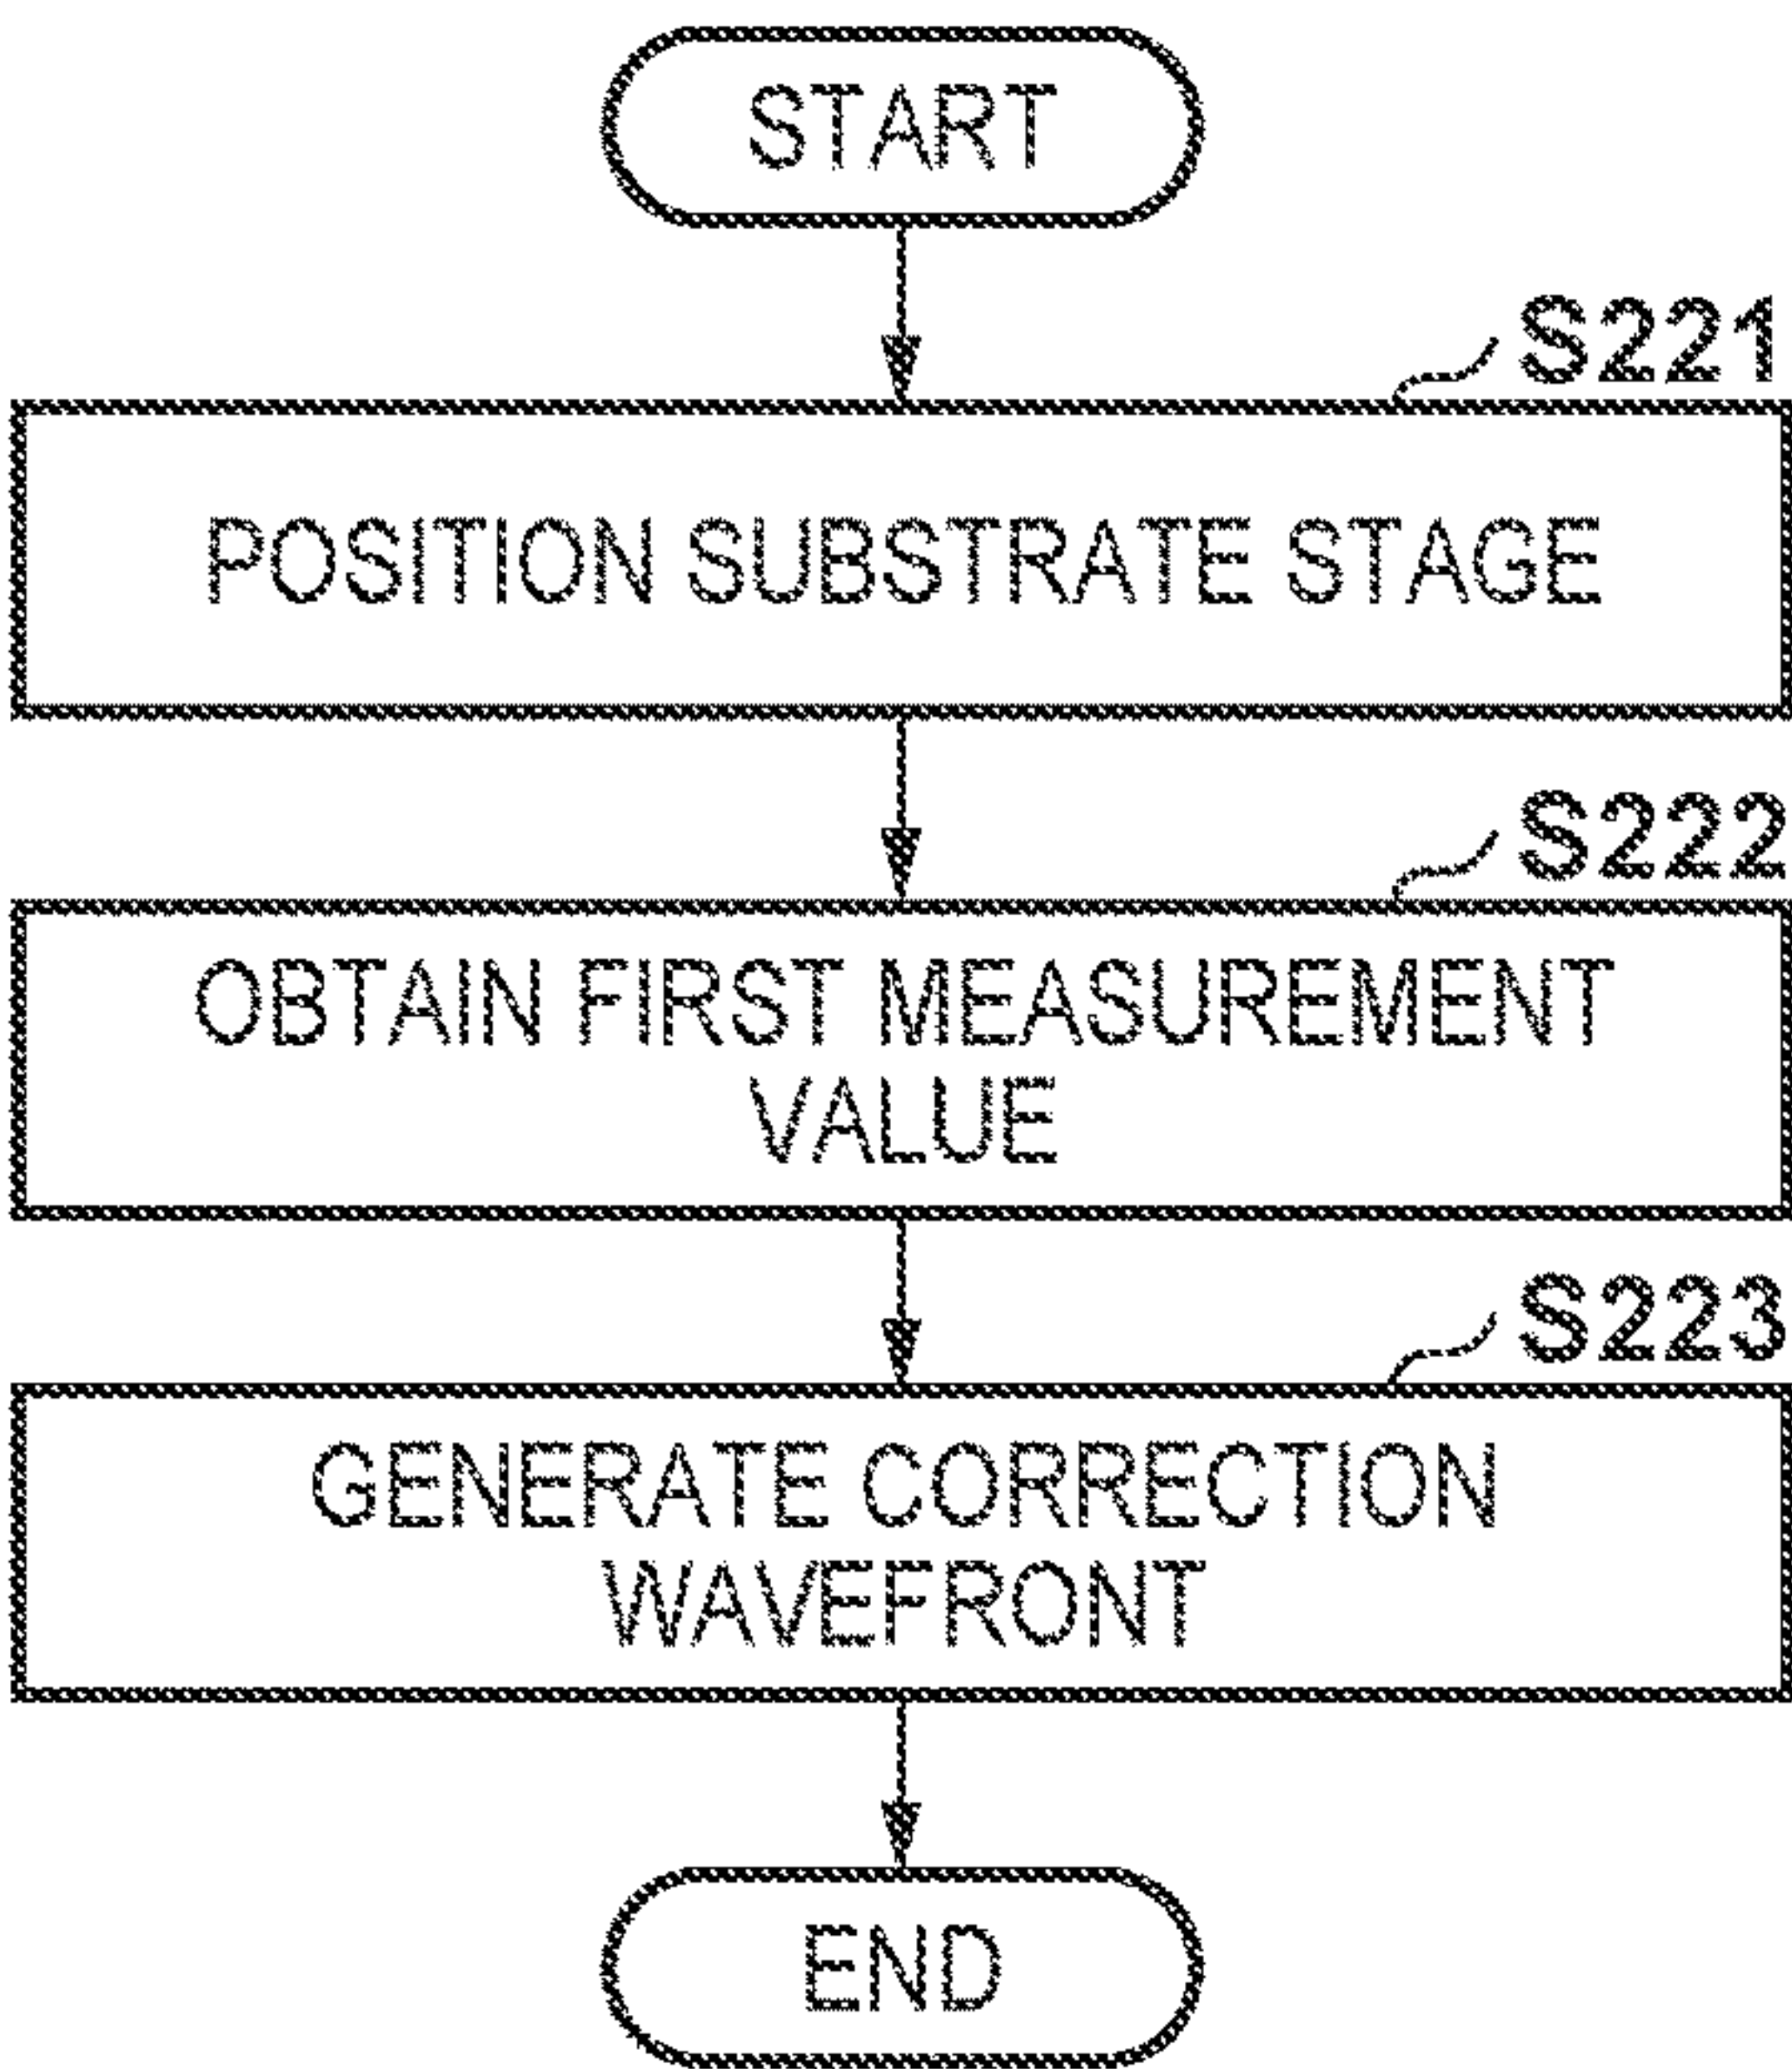 START
S221
POSITION SUBSTRATE STAGE
S222
OBTAIN FIRST MEASUREMENT
VALUE
S223
GENERATE CORRECTION
WAVEFRONT
END